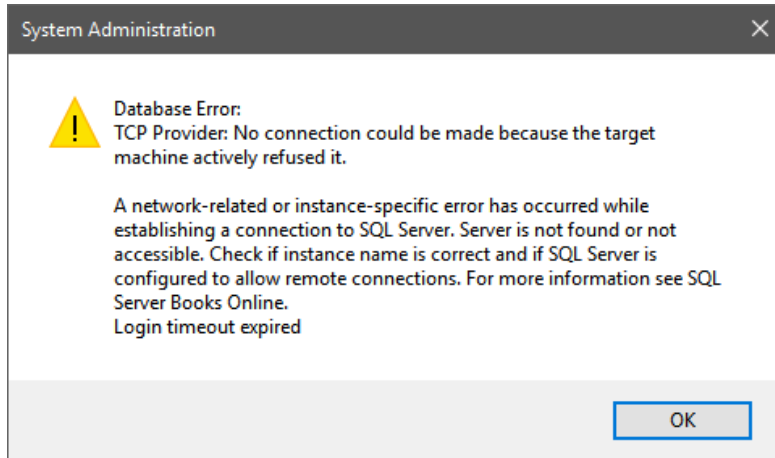 System Administration
Database Error:
TCP Provider: No connection could be made because the target
machine actively refused it.
A network-related or instance-specific error has occurred while
establishing a connection to SQL Server. Server is not found or not
accessible. Check if instance name is correct and if SQL Server is
configured to allow remote connections. For more information see SQL
Server Books Online.
Login timeout expired
OK